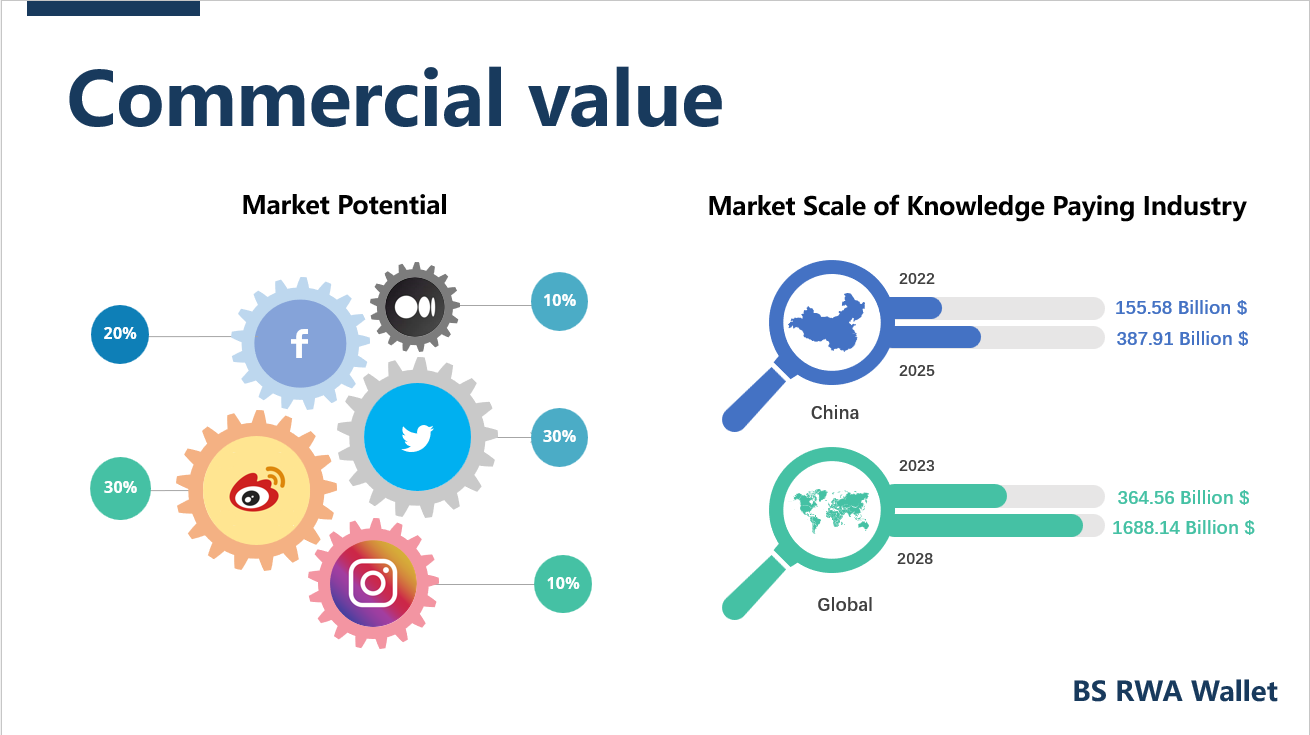 Commercial value
Market Potential
20%
10%
30%
30%
10%
Market Scale of Knowledge Paying Industry
2022
155.58 Billion $
387.91 Billion $
2025
China
2023
364.56 Billion $
1688.14 Billion $
2028
Global
BS RWA Wallet